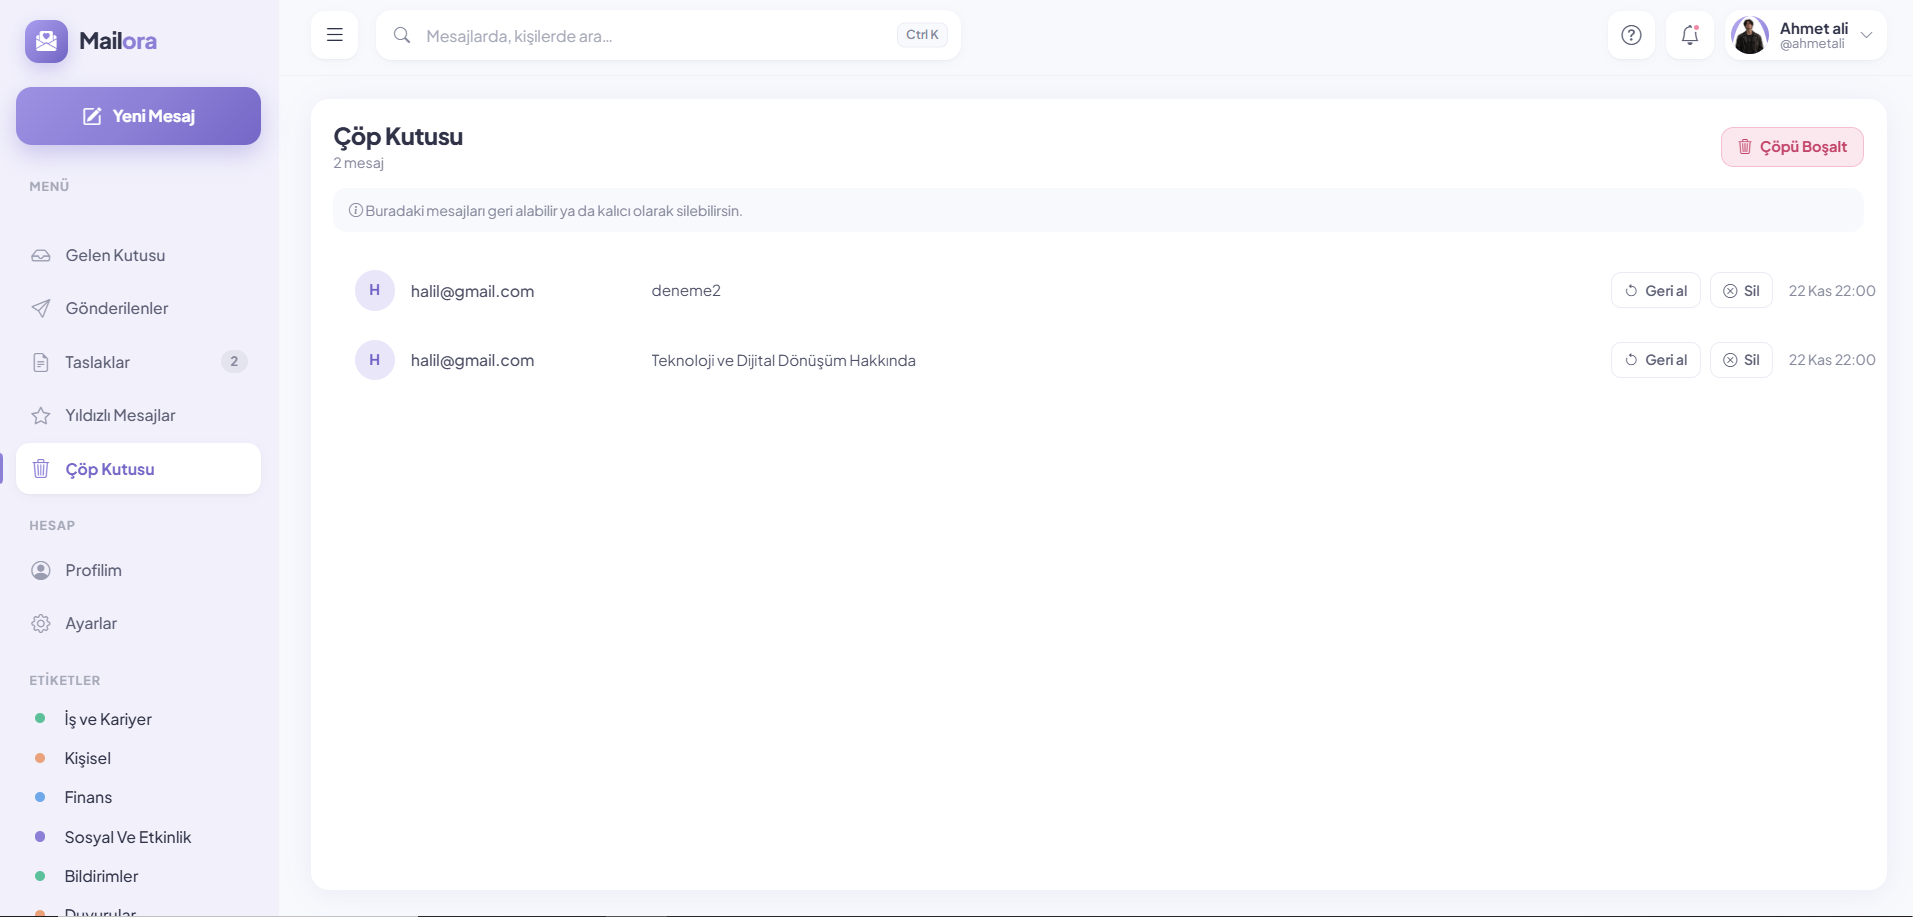 Mailora
Yeni Mesaj
MENÜ
Gelen Kutusu
Gönderilenler
Taslaklar 2
Yıldızlı Mesajlar
Çöp Kutusu
HESAP
Profilim
Ayarlar
ETİKETLER
İş ve Kariyer
Kişisel
Finans
Sosyal Ve Etkinlik
Bildirimler
Duyurular
Mesajlarda, kişilerde ara... Ctrl K
Ahmet ali
@ahmetali
Çöp Kutusu
2 mesaj
Çöpü Boşalt
Buradaki mesajları geri alabilir ya da kalıcı olarak silebilirsin.
H halil@gmail.com deneme2 Geri al Sil 22 Kas 22:00
H halil@gmail.com Teknoloji ve Dijital Dönüşüm Hakkında Geri al Sil 22 Kas 22:00